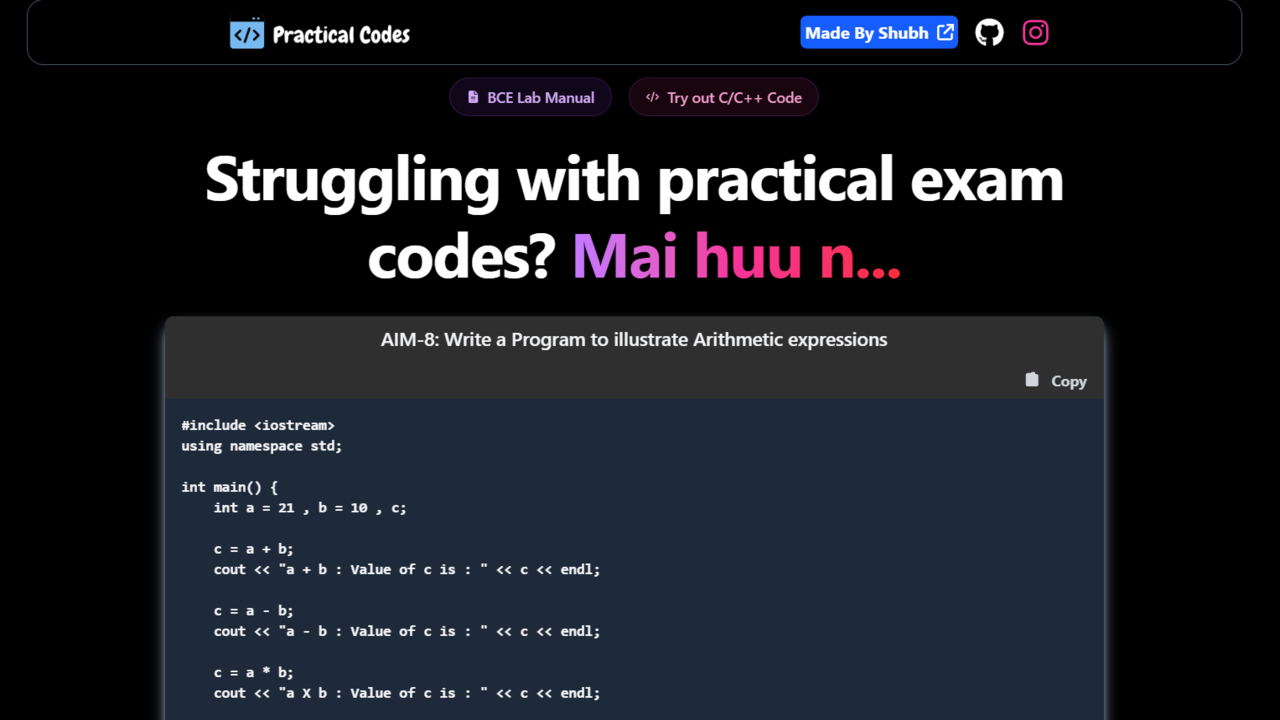 Practical Codes
Made By Shubh
BCE Lab Manual
Try out C/C++ Code
Struggling with practical exam
codes? Mai huu n...
AIM-8: Write a Program to illustrate Arithmetic expressions
Copy
#include <iostream>
using namespace std;
int main() {
    int a = 21 , b = 10 , c;
    c = a + b;
    cout << "a + b : Value of c is : " << c << endl;
    c = a - b;
    cout << "a - b : Value of c is : " << c << endl;
    c = a * b;
    cout << "a X b : Value of c is : " << c << endl;